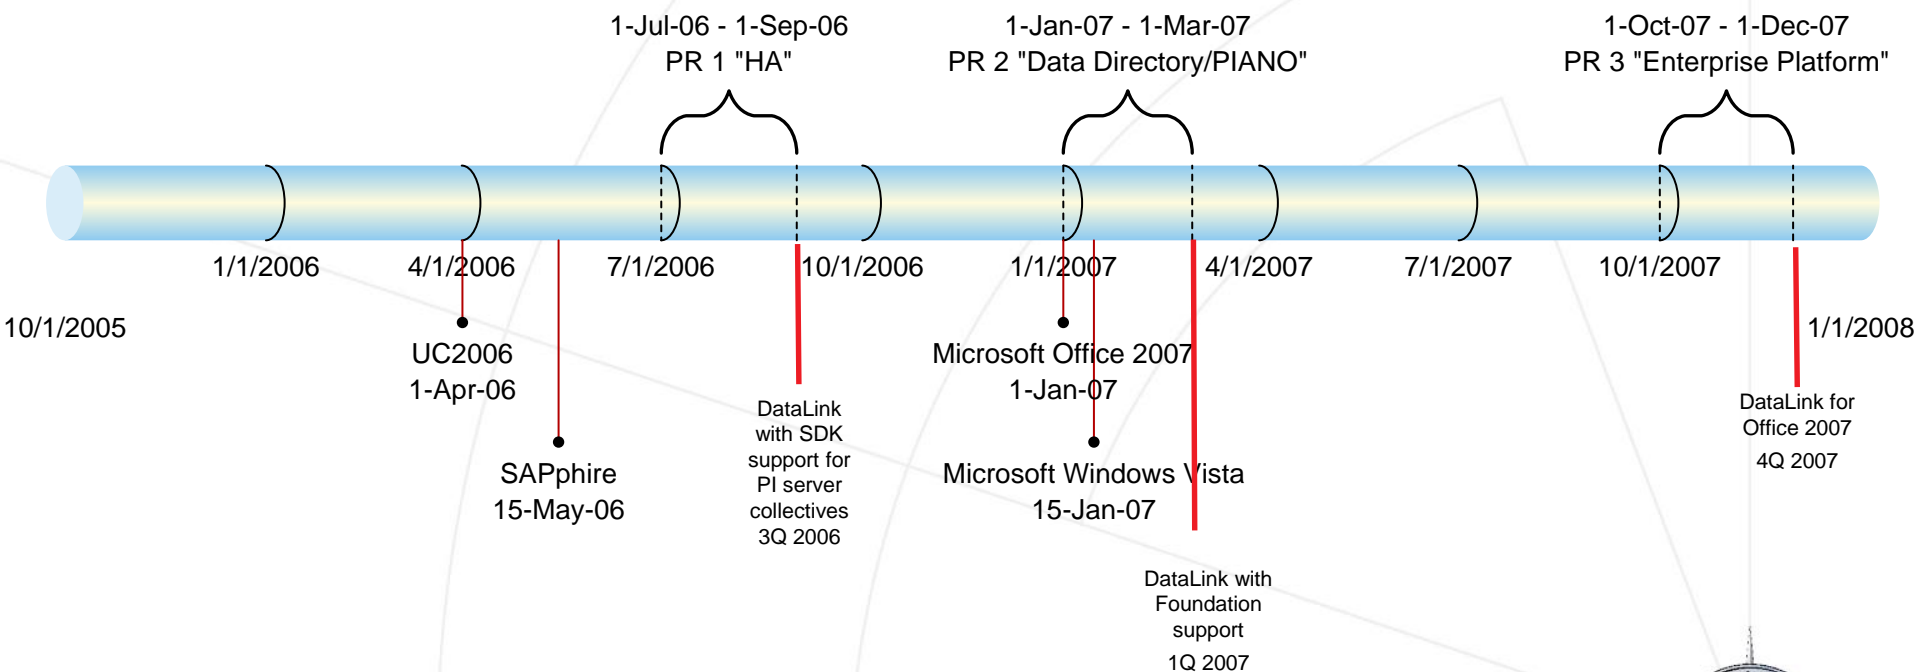 1-Jul-06 - 1-Sep-06
PR 1 "HA"
1-Jan-07 - 1-Mar-07
PR 2 "Data Directory/PIANO"
1-Oct-07 - 1-Dec-07
PR 3 "Enterprise Platform"
1/1/2006
4/1/2006
7/1/2006
10/1/2006
1/1/2007
4/1/2007
7/1/2007
10/1/2007
10/1/2005
1/1/2008
UC2006
1-Apr-06
SAPphire
15-May-06
DataLink
with SDK
support for
PI server
collectives
3Q 2006
Microsoft Office 2007
1-Jan-07
Microsoft Windows Vista
15-Jan-07
DataLink with
Foundation
support
1Q 2007
DataLink for
Office 2007
4Q 2007